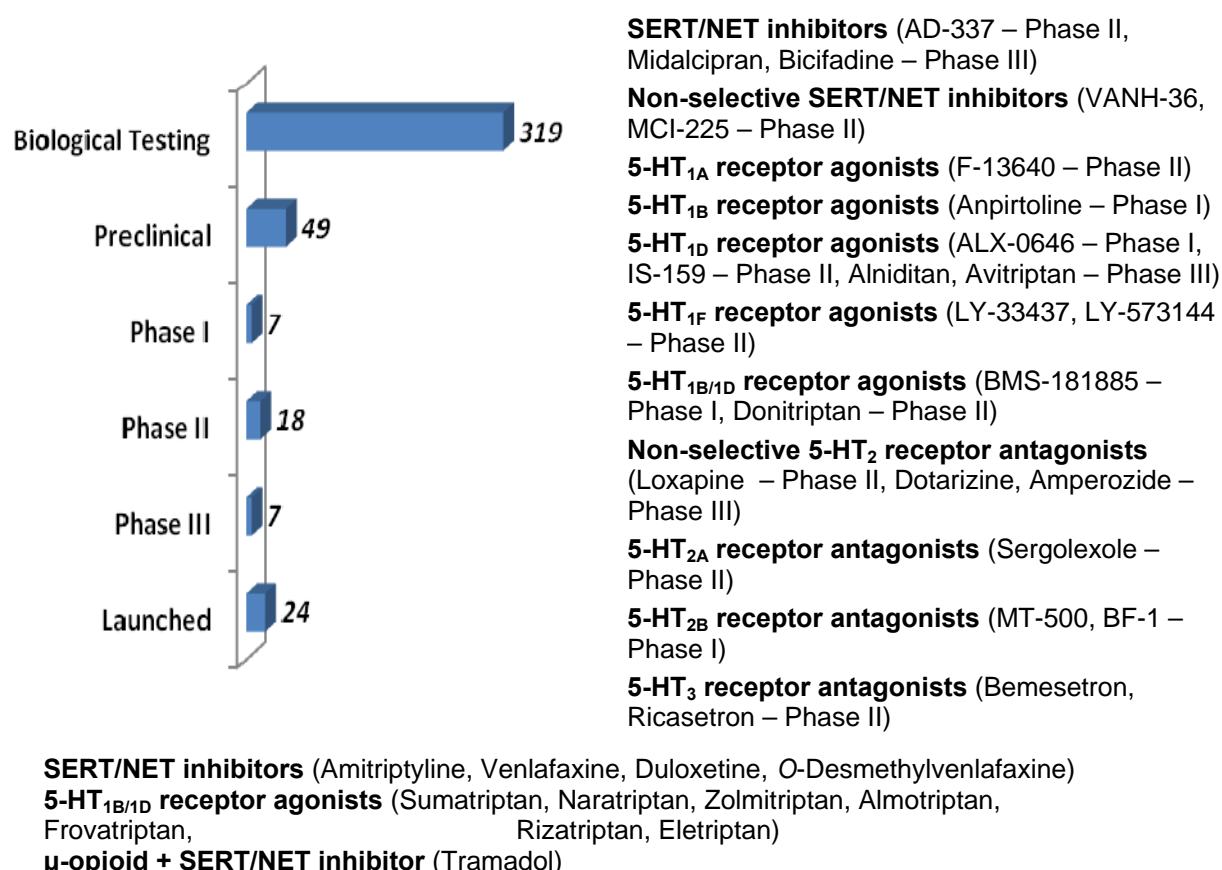 Biological Testing 319
Preclinical 49
Phase I 7
Phase II 18
Phase III 7
Launched 24
SERT/NET inhibitors (AD-337 – Phase II,
Midalcipran, Bicifadine – Phase III)
Non-selective SERT/NET inhibitors (VANH-36,
MCI-225 – Phase II)
5-HT1A receptor agonists (F-13640 – Phase II)
5-HT1B receptor agonists (Anpirtoline – Phase I)
5-HT1D receptor agonists (ALX-0646 – Phase I,
IS-159 – Phase II, Alniditan, Avitriptan – Phase III)
5-HT1F receptor agonists (LY-33437, LY-573144
– Phase II)
5-HT1B/1D receptor agonists (BMS-181885 –
Phase I, Donitriptan – Phase II)
Non-selective 5-HT2 receptor antagonists
(Loxapine – Phase II, Dotarizine, Amperozide –
Phase III)
5-HT2A receptor antagonists (Sergolexole –
Phase II)
5-HT2B receptor antagonists (MT-500, BF-1 –
Phase I)
5-HT3 receptor antagonists (Bemesetron,
Ricasetron – Phase II)
SERT/NET inhibitors (Amitriptyline, Venlafaxine, Duloxetine, O-Desmethylvenlafaxine)
5-HT1B/1D receptor agonists (Sumatriptan, Naratriptan, Zolmitriptan, Almotriptan,
Frovatriptan, Rizatriptan, Eletriptan)
μ-opioid + SERT/NET inhibitor (Tramadol)